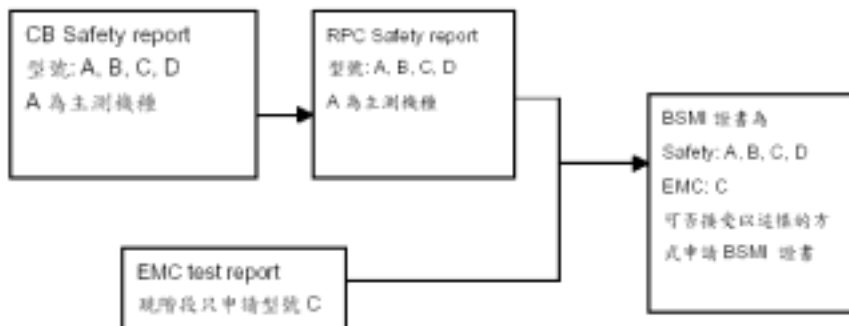 CB Safety report
型號: A, B, C, D
A 為主測機種
RPC Safety report
型號: A, B, C, D
A 為主測機種
BSMI 證書為
Safety: A, B, C, D
EMC: C
可否接受以這樣的方
式申請 BSMI 證書
EMC test report
現階段只申請型號 C